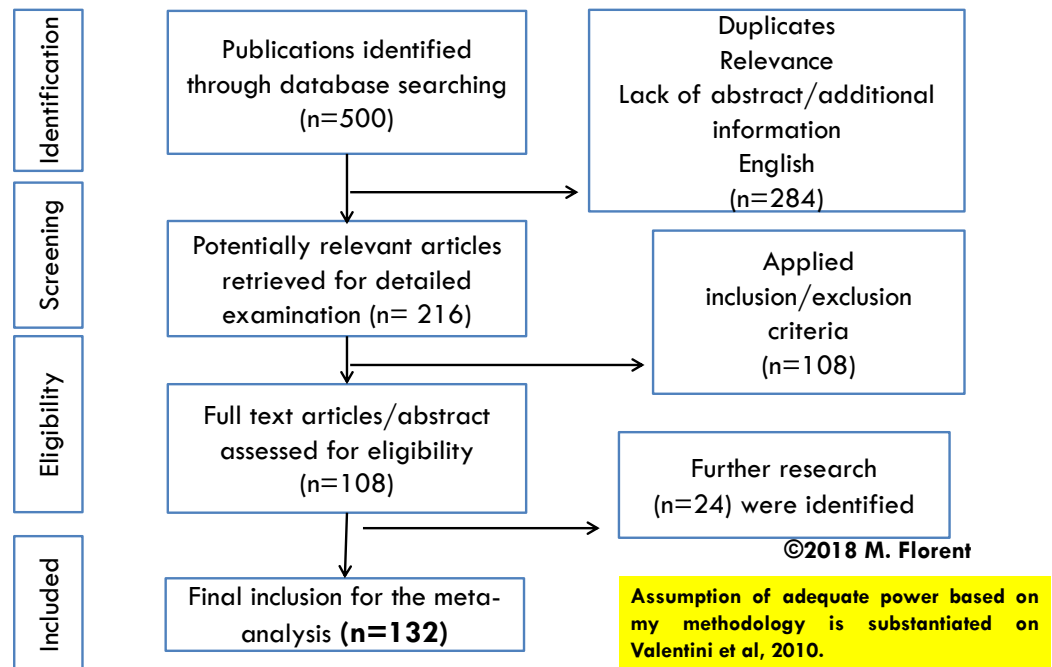 Identification
Publications identified
through database searching
(n=500)
Duplicates
Relevance
Lack of abstract/additional
information
English
(n=284)
Screening
Potentially relevant articles
retrieved for detailed
examination (n= 216)
Applied
inclusion/exclusion
criteria
(n=108)
Eligibility
Full text articles/abstract
assessed for eligibility
(n=108)
Further research
(n=24) were identified
©2018 M. Florent
Included
Final inclusion for the meta-
analysis (n=132)
Assumption of adequate power based on
my methodology is substantiated on
Valentini et al, 2010.